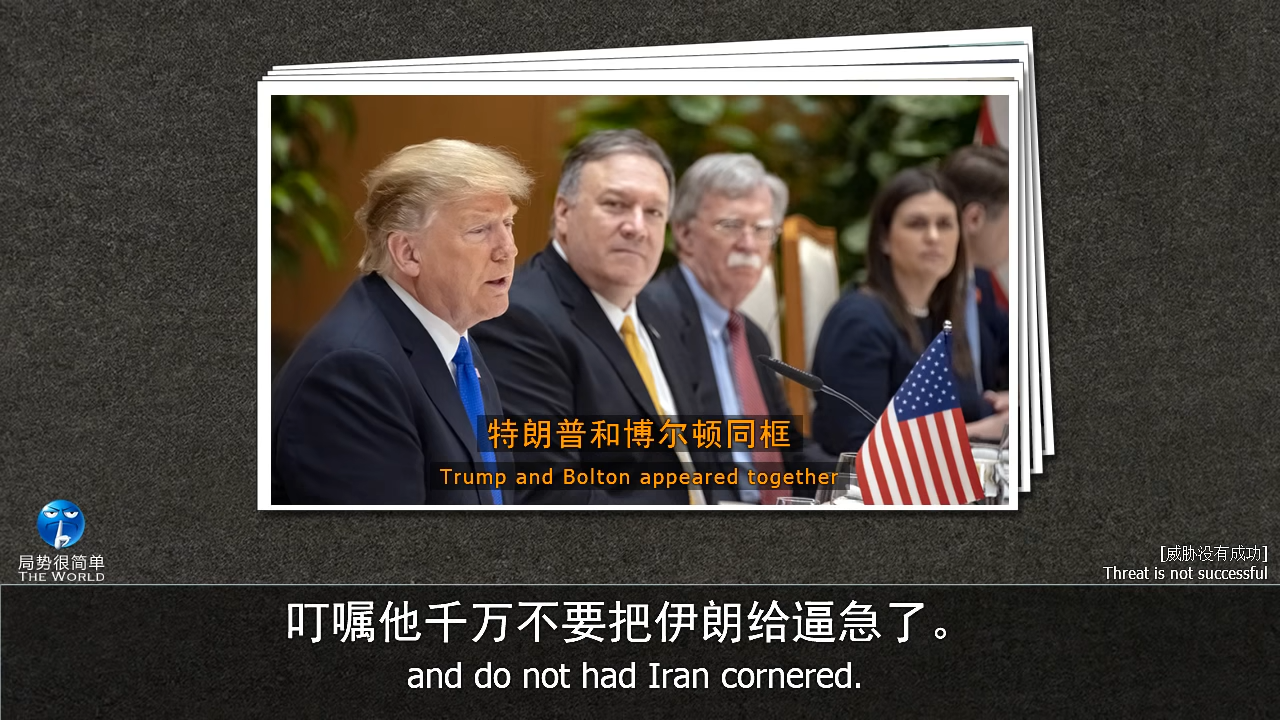 特朗普和博尔顿同框
Trump and Bolton appeared together
局势很简单
THE WORLD
[威胁没有成功]
Threat is not successful
叮嘱他千万不要把伊朗给逼急了。
and do not had Iran cornered.